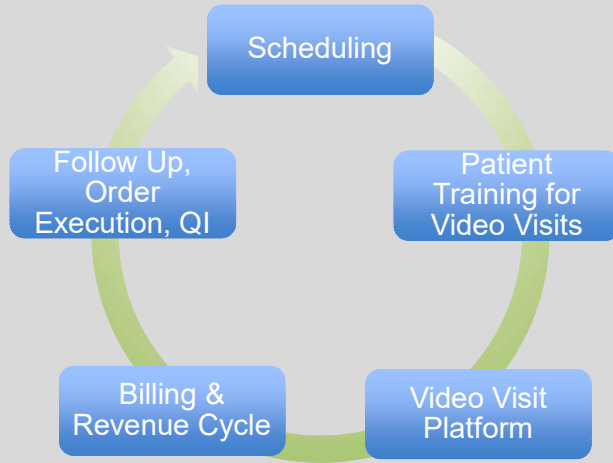 Scheduling
Patient
Training for
Video Visits
Video Visit
Platform
Billing &
Revenue Cycle
Follow Up,
Order
Execution, QI